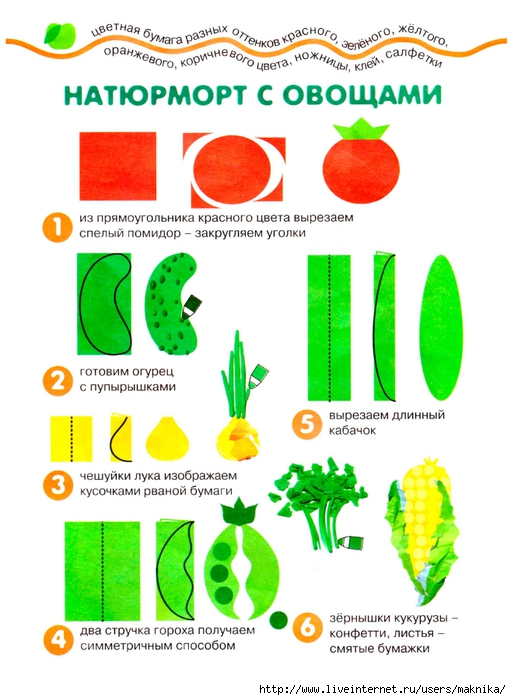 цветная бумага разных оттенков красного, зелёного, жёлтого,
оранжевого, коричневого цвета, ножницы, клей, салфетки
НАТЮРМОРТ С ОВОЩАМИ
1
из прямоугольника красного цвета вырезаем
спелый помидор – закругляем уголки
2
готовим огурец
с пупырышками
3
чешуйки лука изображаем
кусочками рваной бумаги
4
два стручка гороха получаем
симметричным способом
5
вырезаем длинный
кабачок
6
зёрнышки кукурузы –
конфетти, листья –
смятые бумажки
http://www.liveinternet.ru/users/maknika/